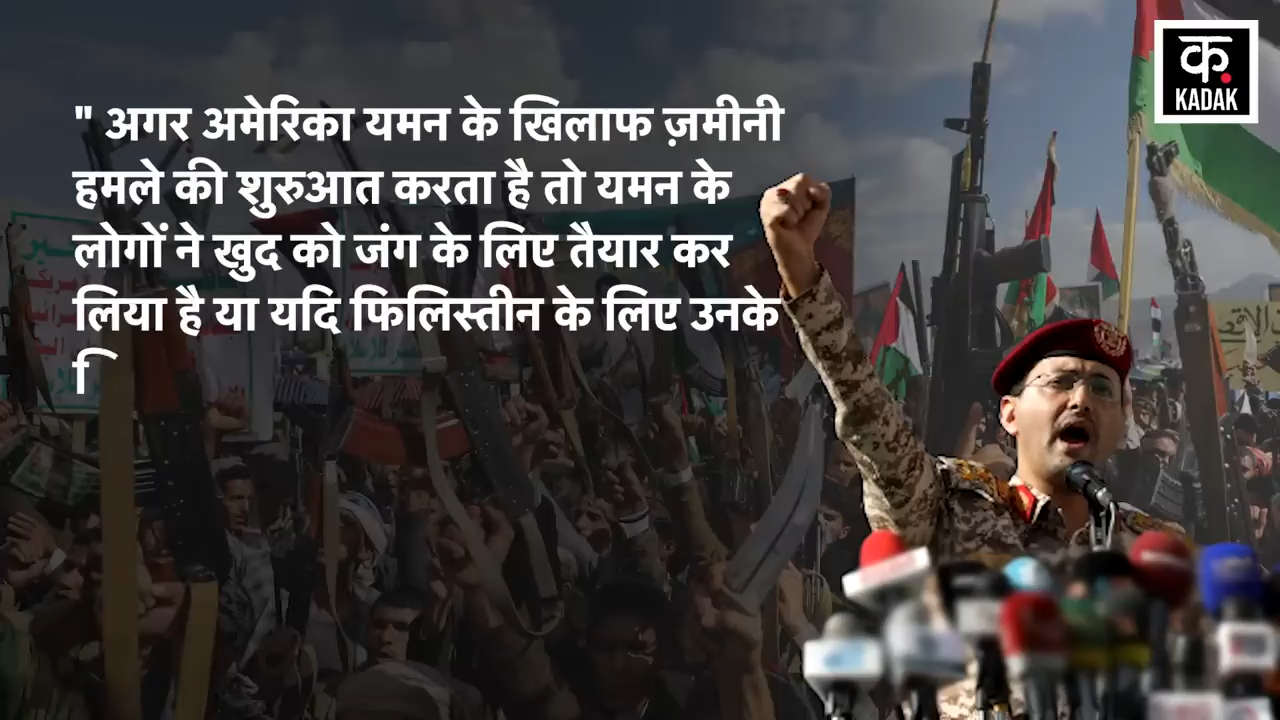 " अगर अमेरिका यमन के खिलाफ ज़मीनी
हमले की शुरुआत करता है तो यमन के
लोगों ने खुद को जंग के लिए तैयार कर
लिया है या यदि फिलिस्तीन के लिए उनके
ि
क
KADAK